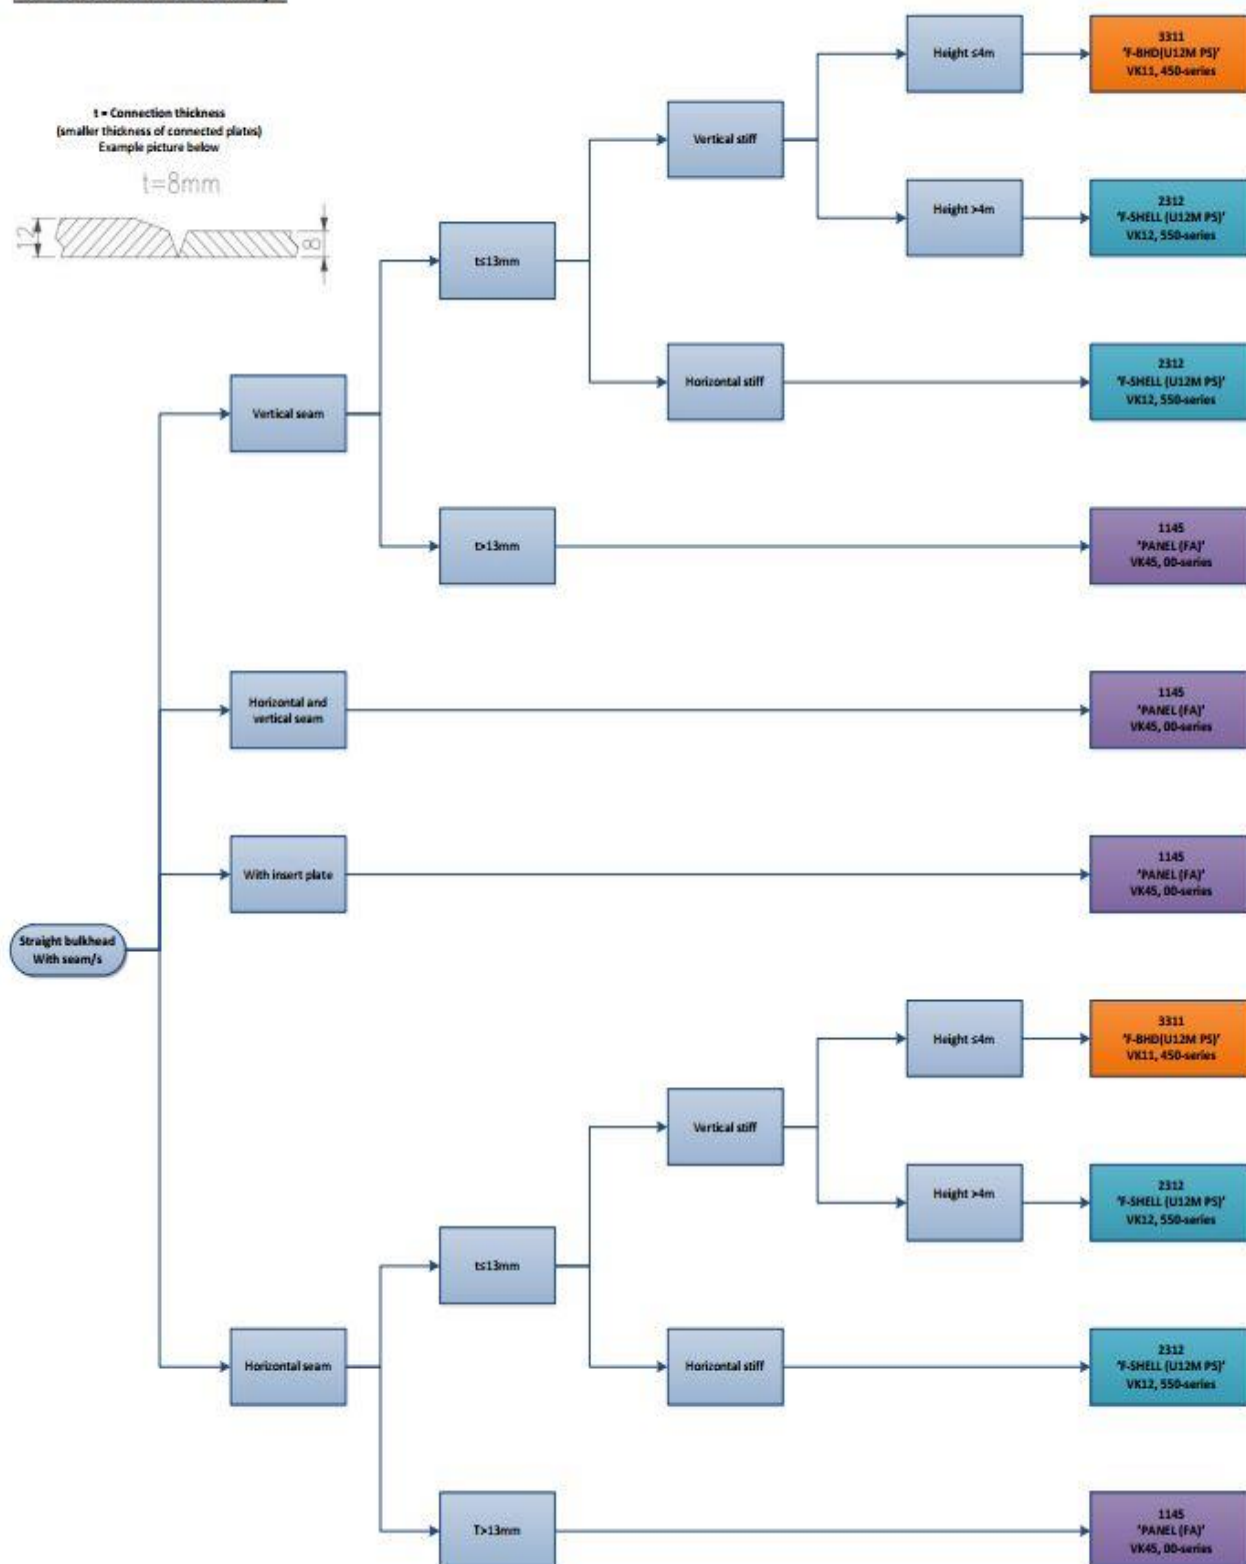 t = Connection thickness
(smaller thickness of connected plates)
Example picture below
t=8mm
12
8
Straight bulkhead
With seam/s
Vertical seam
t≤13mm
Vertical stiff
Height ≤4m
3311
'F-BHD(U12M PS)'
VK11, 450-series
Height >4m
2312
'F-SHELL (U12M PS)'
VK12, 550-series
Horizontal stiff
2312
'F-SHELL (U12M PS)'
VK12, 550-series
t>13mm
1145
'PANEL (FA)'
VK45, 00-series
Horizontal and
vertical seam
1145
'PANEL (FA)'
VK45, 00-series
With insert plate
1145
'PANEL (FA)'
VK45, 00-series
Horizontal seam
t≤13mm
Vertical stiff
Height ≤4m
3311
'F-BHD(U12M PS)'
VK11, 450-series
Height >4m
2312
'F-SHELL (U12M PS)'
VK12, 550-series
Horizontal stiff
2312
'F-SHELL (U12M PS)'
VK12, 550-series
T>13mm
1145
'PANEL (FA)'
VK45, 00-series